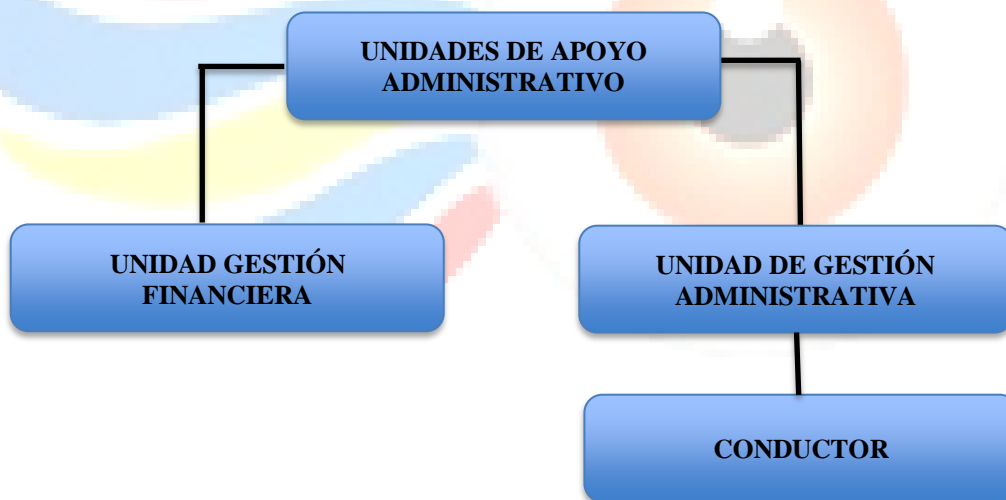 UNIDADES DE APOYO
ADMINISTRATIVO
UNIDAD GESTIÓN
FINANCIERA
UNIDAD DE GESTIÓN
ADMINISTRATIVA
CONDUCTOR